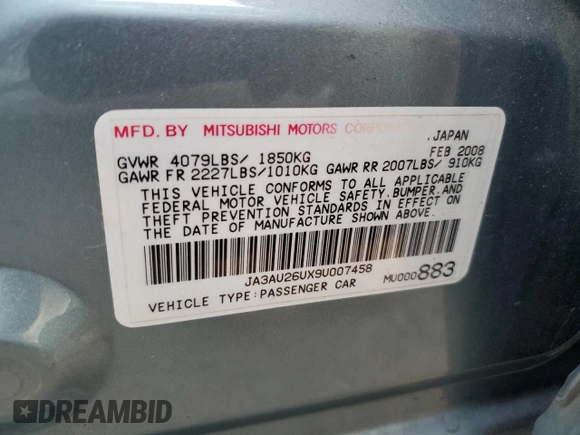 MFD. BY MITSUBISHI MOTORS CORPORATION, JAPAN
GVWR 4079LBS/ 1850KG FEB 2008
GAWR FR 2227LBS/1010KG GAWR RR 2007LBS/ 910KG
THIS VEHICLE CONFORMS TO ALL APPLICABLE
FEDERAL MOTOR VEHICLE SAFETY,BUMPER,AND
THEFT PREVENTION STANDARDS IN EFFECT ON
THE DATE OF MANUFACTURE SHOWN ABOVE.
JA3AU26UX9U007458
VEHICLE TYPE:PASSENGER CAR MU000883
DREAMBID